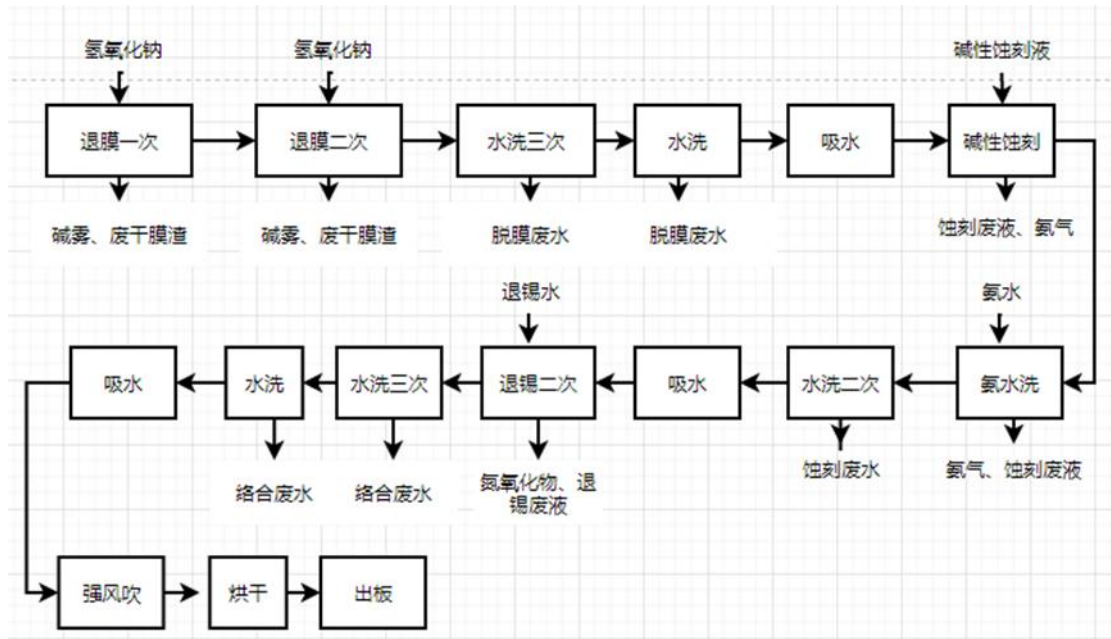 氢氧化钠
氢氧化钠
碱性蚀刻液
退膜一次
退膜二次
水洗三次
水洗
吸水
碱性蚀刻
碱雾、废干膜渣
碱雾、废干膜渣
脱膜废水
脱膜废水
蚀刻废液、氨气
退锡水
氨水
吸水
水洗
水洗三次
退锡二次
吸水
水洗二次
氨水洗
络合废水
络合废水
氮氧化物、退
锡废液
蚀刻废水
氨气、蚀刻废液
强风吹
烘干
出板